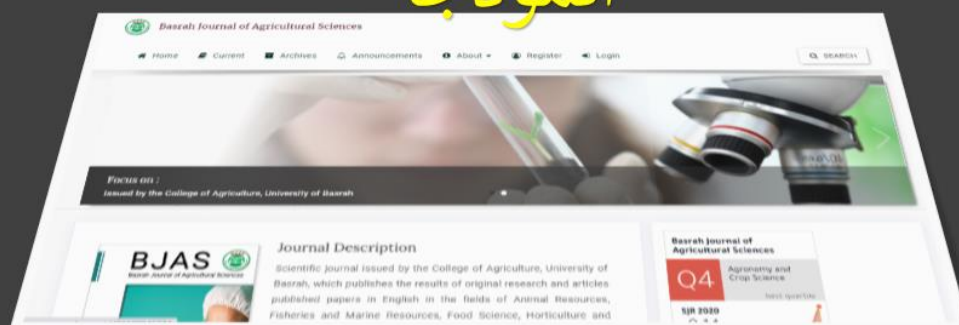 النموذج
Basrah Journal of Agricultural Sciences
Home Current Archives Announcements About Register Login SEARCH
Focus on :
Issued by the College of Agriculture, University of Basrah
BJAS
Basrah Journal of Agricultural Sciences
Journal Description
Scientific journal issued by the College of Agriculture, University of
Basrah, which publishes the results of original research and articles
published papers in English in the fields of Animal Resources,
Fisheries and Marine Resources, Food Science, Horticulture and
Basrah Journal of
Agricultural Sciences
Q4
Agronomy and
Crop Science
best quartile
SJR 2020